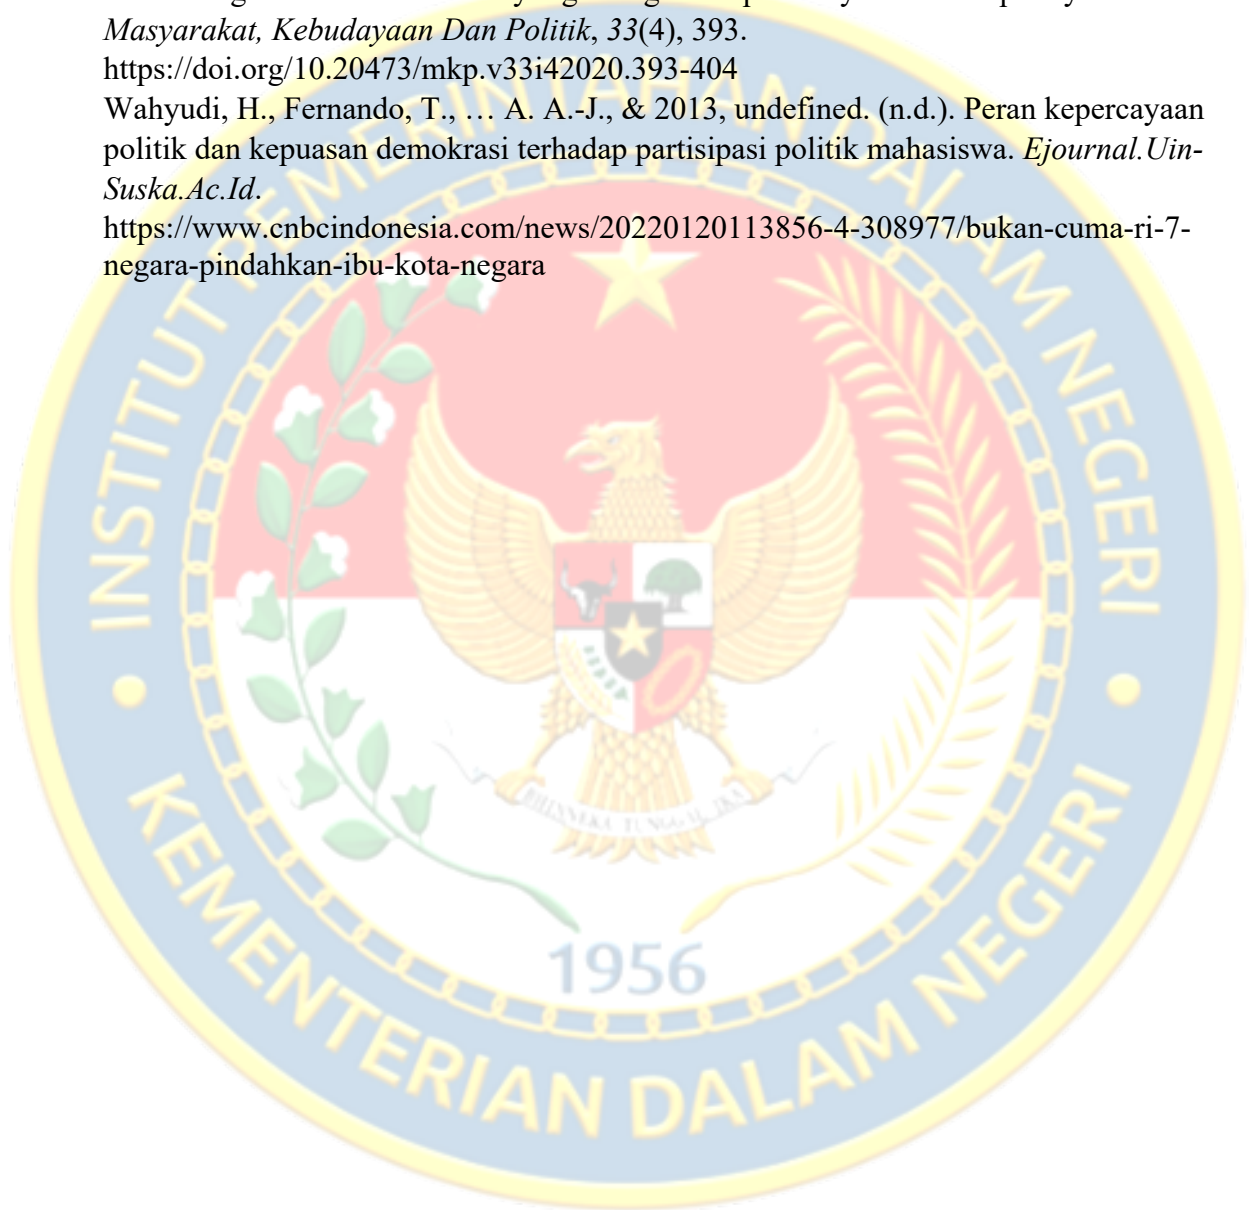 Masyarakat, Kebudayaan Dan Politik, 33(4), 393.
https://doi.org/10.20473/mkp.v33i42020.393-404
Wahyudi, H., Fernando, T., … A. A.-J., & 2013, undefined. (n.d.). Peran kepercayaan
politik dan kepuasan demokrasi terhadap partisipasi politik mahasiswa. Ejournal.Uin-
Suska.Ac.Id.
https://www.cnbcindonesia.com/news/20220120113856-4-308977/bukan-cuma-ri-7-
negara-pindahkan-ibu-kota-negara
INSTITUT PEMERINTAHAN DALAM NEGERI
BHINNEKA TUNGGAL IKA
1956
KEMENTERIAN DALAM NEGERI